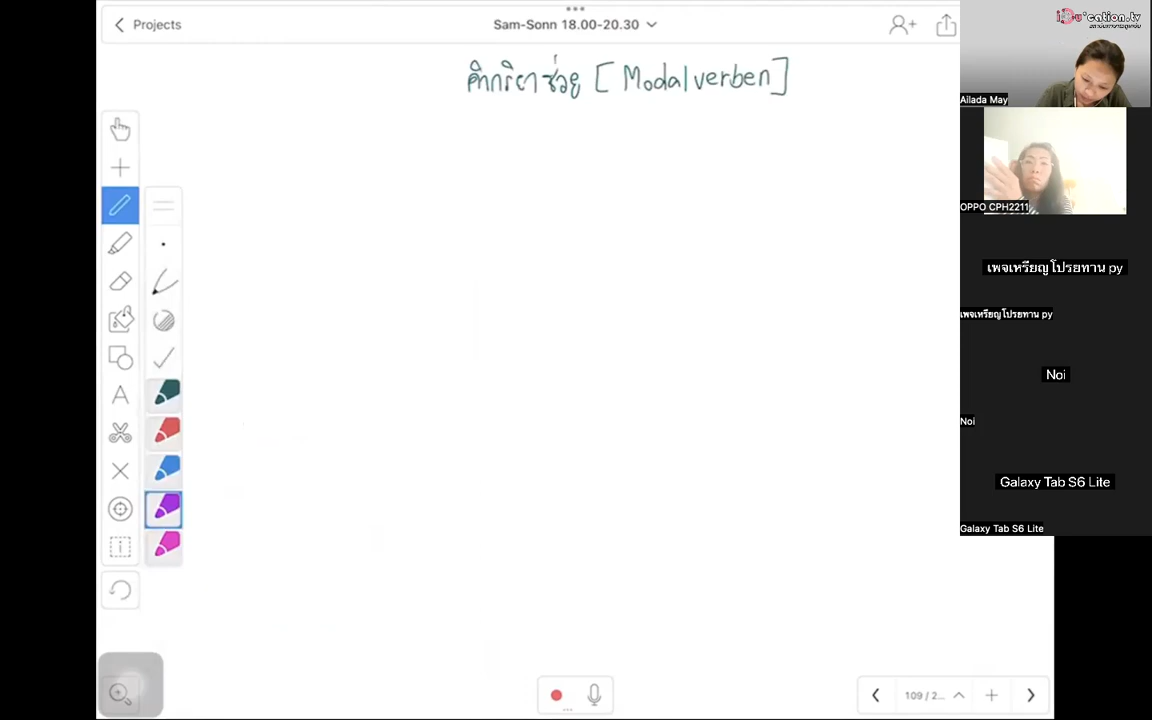 Projects
Sam-Sonn 18.00-20.30
คำกริยาช่วย [Modalverben]
Ailada May
OPPO CPH2211
เพจเหรียญโปรยทาน py
เพจเหรียญโปรยทาน py
Noi
Noi
Galaxy Tab S6 Lite
Galaxy Tab S6 Lite
109 / 2...